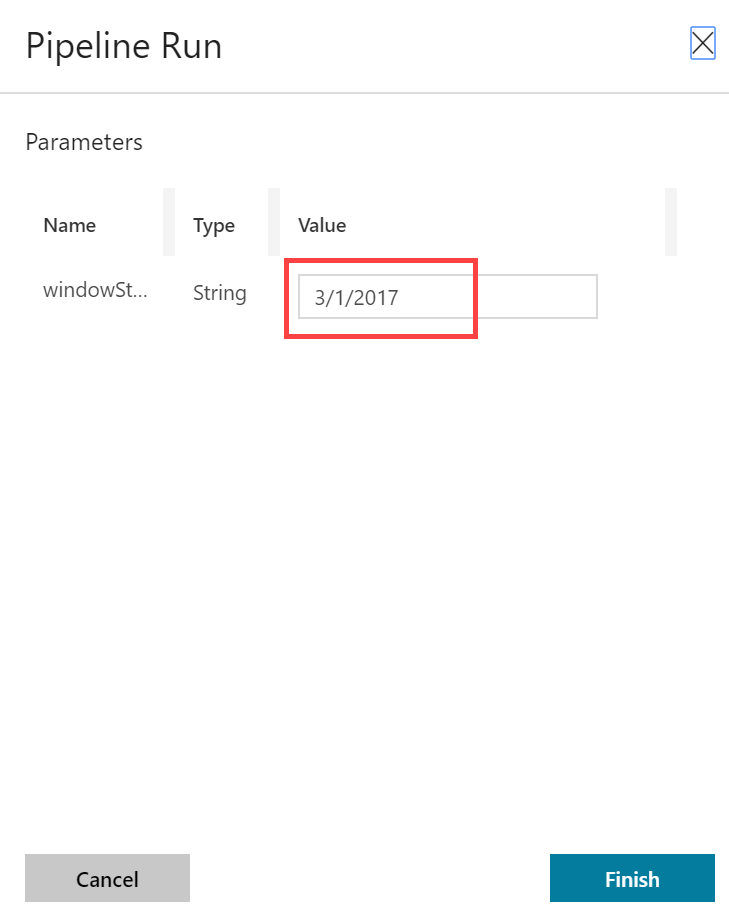 Pipeline Run
Parameters
Name Type Value
windowSt... String 3/1/2017
Cancel Finish